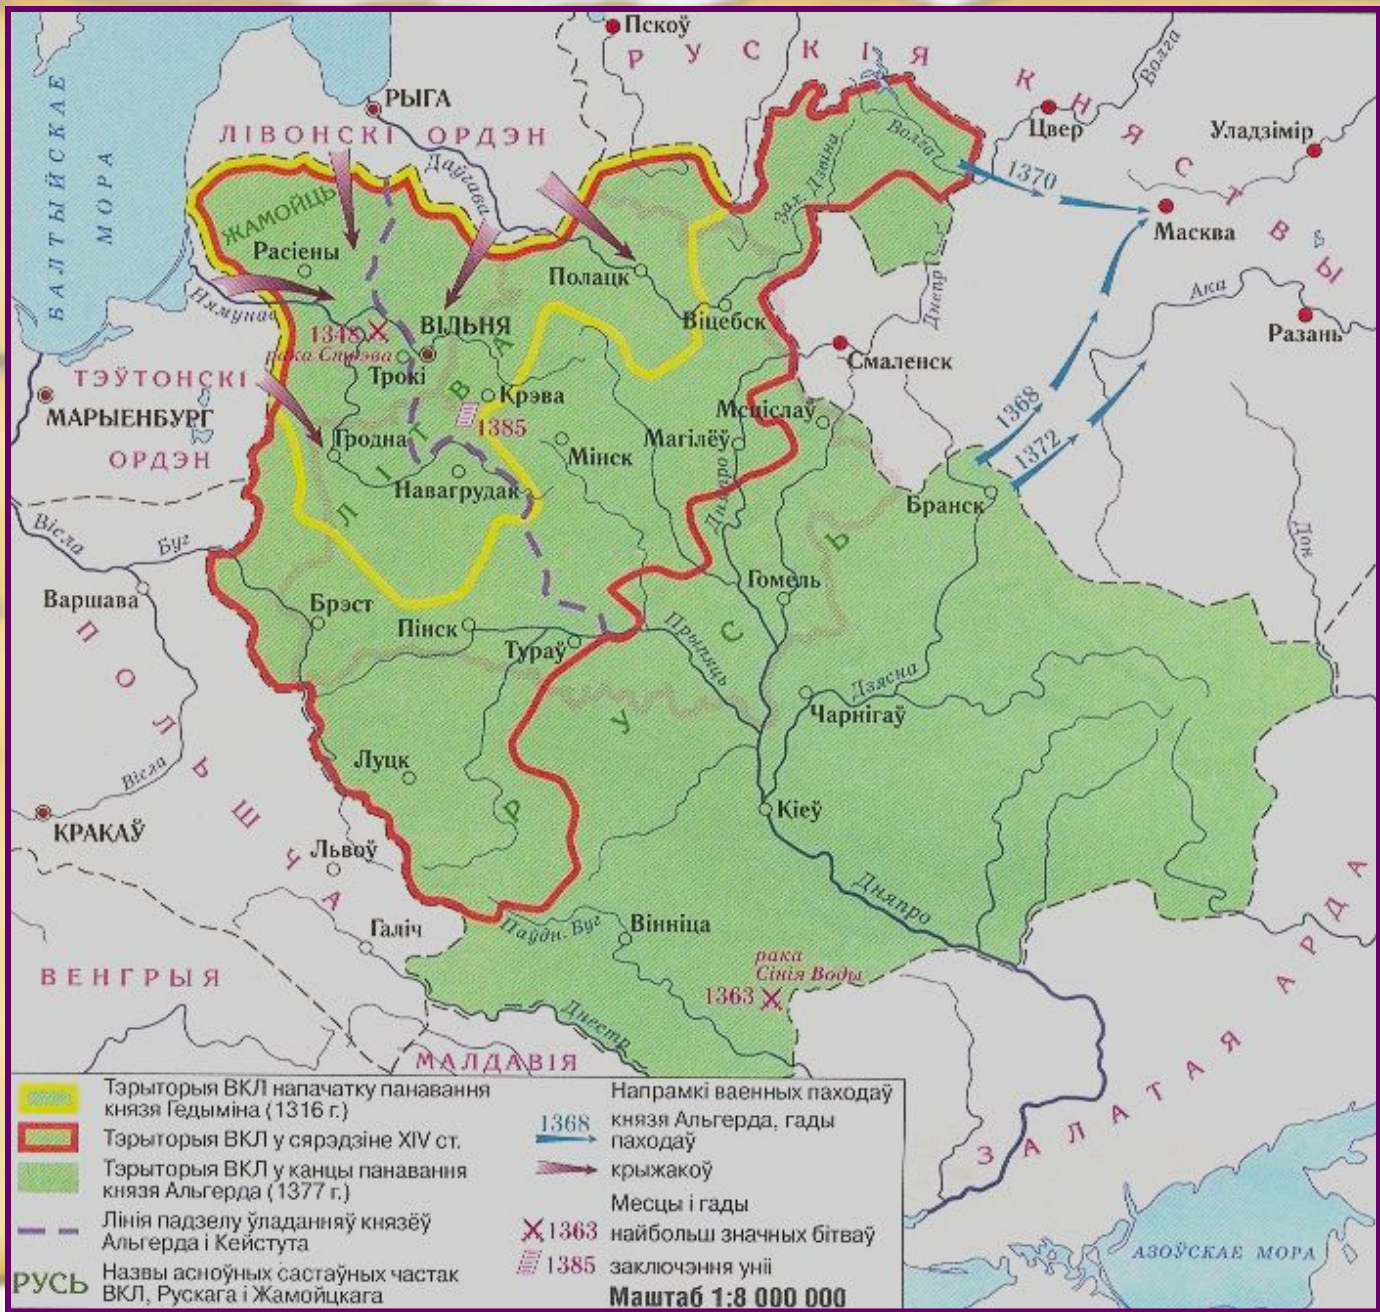 Пскоў
РУСКІЯ КНЯСТВЫ
Волга
БАЛТЫЙСКАЕ
МОРА
РЫГА
ЛІВОНСКІ ОРДЭН
Даўгава
Цвер
Уладзімір
Волга
Зах. Дзвіна
1370
Масква
ЖАМОЙЦЬ
Расіены
Полацк
Віцебск
Днепр
Ака
Разань
Нямунас
1348
рака Стрэва
ВІЛЬНЯ
Трокі
Смаленск
ТЭЎТОНСКІ
ОРДЭН
МАРЫЕНБУРГ
Крэва
1385
ЛІТВА
Гродна
Мінск
Магілёў
Мсціслаў
1368
1372
Навагрудак
Дняпро
Бранск
Дон
Вісла
Буг
Варшава
Брэст
Пінск
Тураў
Прыпяць
Гомель
РУСЬ
Дзясна
Чарнігаў
ПОЛЬШЧА
Луцк
Вісла
КРАКАЎ
Львоў
Кіеў
Галіч
Паўдн. Буг
Вінніца
Дняпро
рака
Сінія Воды
1363
ВЕНГРЫЯ
Днестр
МАЛДАВІЯ
ЗАЛАТАЯ АРДА
АЗОЎСКАЕ МОРА
Тэрыторыя ВКЛ напачатку панавання
князя Гедыміна (1316 г.)
Тэрыторыя ВКЛ у сярэдзіне XIV ст.
Тэрыторыя ВКЛ у канцы панавання
князя Альгерда (1377 г.)
Лінія падзелу ўладанняў князёў
Альгерда і Кейстута
РУСЬ Назвы асноўных састаўных частак
ВКЛ, Рускага і Жамойцкага
Напрамкі ваенных паходаў
1368 князя Альгерда, гады
паходаў
крыжакоў
Месцы і гады
1363 найбольш значных бітваў
1385 заключэння уніі
Маштаб 1:8 000 000